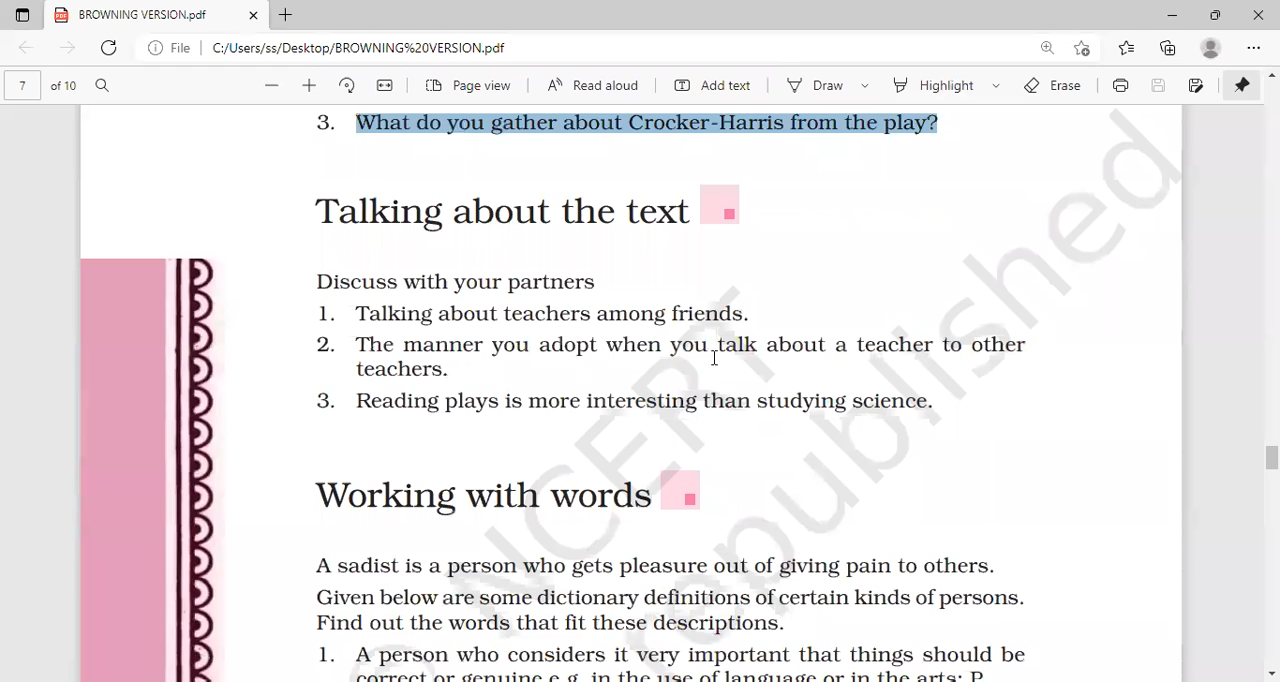 BROWNING VERSION.pdf
File C:/Users/ss/Desktop/BROWNING%20VERSION.pdf
7 of 10 Page view Read aloud Add text Draw Highlight Erase
3. What do you gather about Crocker-Harris from the play?
Talking about the text
Discuss with your partners
1. Talking about teachers among friends.
2. The manner you adopt when you talk about a teacher to other
teachers.
3. Reading plays is more interesting than studying science.
Working with words
A sadist is a person who gets pleasure out of giving pain to others.
Given below are some dictionary definitions of certain kinds of persons.
Find out the words that fit these descriptions.
1. A person who considers it very important that things should be
correct or genuine e.g. in the use of language or in the arts: P
© NCERT
republished